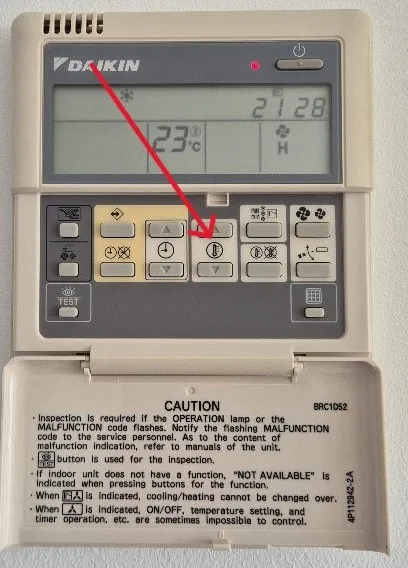 DAIKIN
21 28
23 °C
H
TEST
CAUTION
BRC1D52
· Inspection is required if the OPERATION lamp or the
MALFUNCTION code flashes. Notify the flashing MALFUNCTION
code to the service personnel. As to the content of
malfunction indication, refer to manuals of the unit.
· TEST button is used for the inspection.
· If indoor unit does not have a function, "NOT AVAILABLE" is
indicated when pressing buttons for the function.
· When is indicated, cooling/heating cannot be changed over.
· When is indicated, ON/OFF, temperature setting, and
timer operation, etc. are sometimes impossible to control.
4P112942-2A